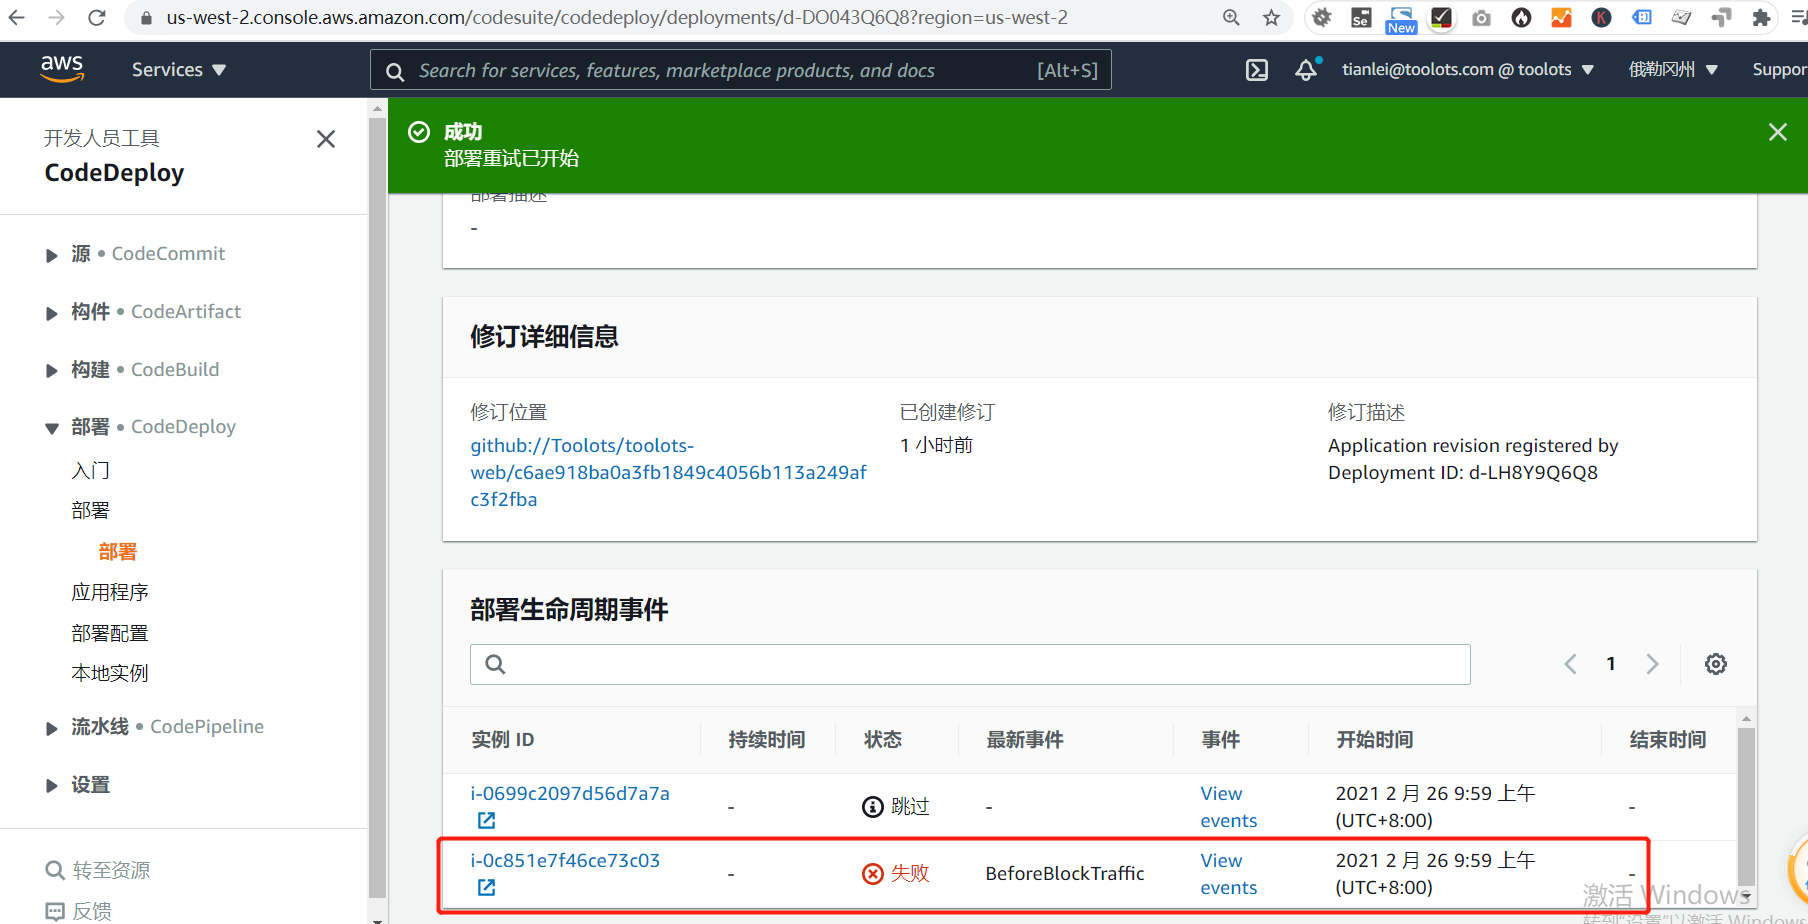 us-west-2.console.aws.amazon.com/codesuite/codedeploy/deployments/d-DO043Q6Q8?region=us-west-2
Se
New
K
aws
Services
Search for services, features, marketplace products, and docs
[Alt+S]
tianlei@toolots.com @ toolots
俄勒冈州
Suppor
开发人员工具
CodeDeploy
源 • CodeCommit
构件 • CodeArtifact
构建 • CodeBuild
部署 • CodeDeploy
入门
部署
部署
应用程序
部署配置
本地实例
流水线 • CodePipeline
设置
转至资源
反馈
成功
部署重试已开始
部署描述
-
修订详细信息
修订位置
github://Toolots/toolots-
web/c6ae918ba0a3fb1849c4056b113a249af
c3f2fba
已创建修订
1 小时前
修订描述
Application revision registered by
Deployment ID: d-LH8Y9Q6Q8
部署生命周期事件
1
实例 ID 持续时间 状态 最新事件 事件 开始时间 结束时间
i-0699c2097d56d7a7a - 跳过 - View events 2021 2 月 26 9:59 上午 (UTC+8:00) -
i-0c851e7f46ce73c03 - 失败 BeforeBlockTraffic View events 2021 2 月 26 9:59 上午 (UTC+8:00) -
激活 Windows
转到"设置"以激活 Windows